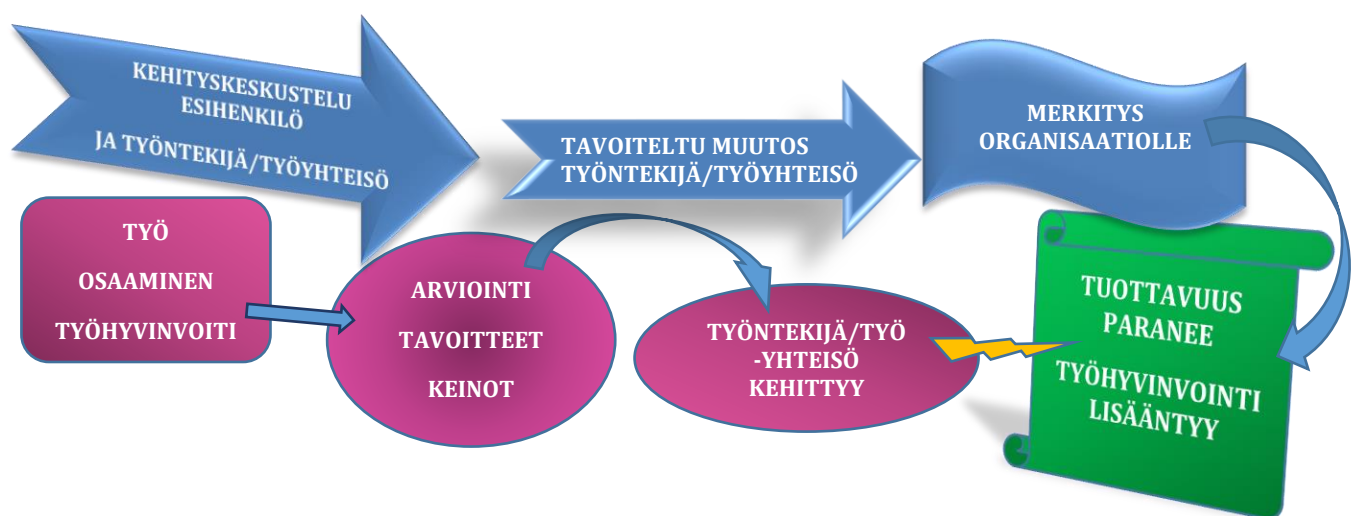 KEHITYSKESKUSTELU
ESIHENKILÖ
JA TYÖNTEKIJÄ/TYÖYHTEISÖ
TAVOITELTU MUUTOS
TYÖNTEKIJÄ/TYÖYHTEISÖ
MERKITYS
ORGANISAATIOLLE
TYÖ
OSAAMINEN
TYÖHYVINVOITI
ARVIOINTI
TAVOITTEET
KEINOT
TYÖNTEKIJÄ/TYÖ
-YHTEISÖ
KEHITTYY
TUOTTAVUUS
PARANEE
TYÖHYVINVOINTI
LISÄÄNTYY